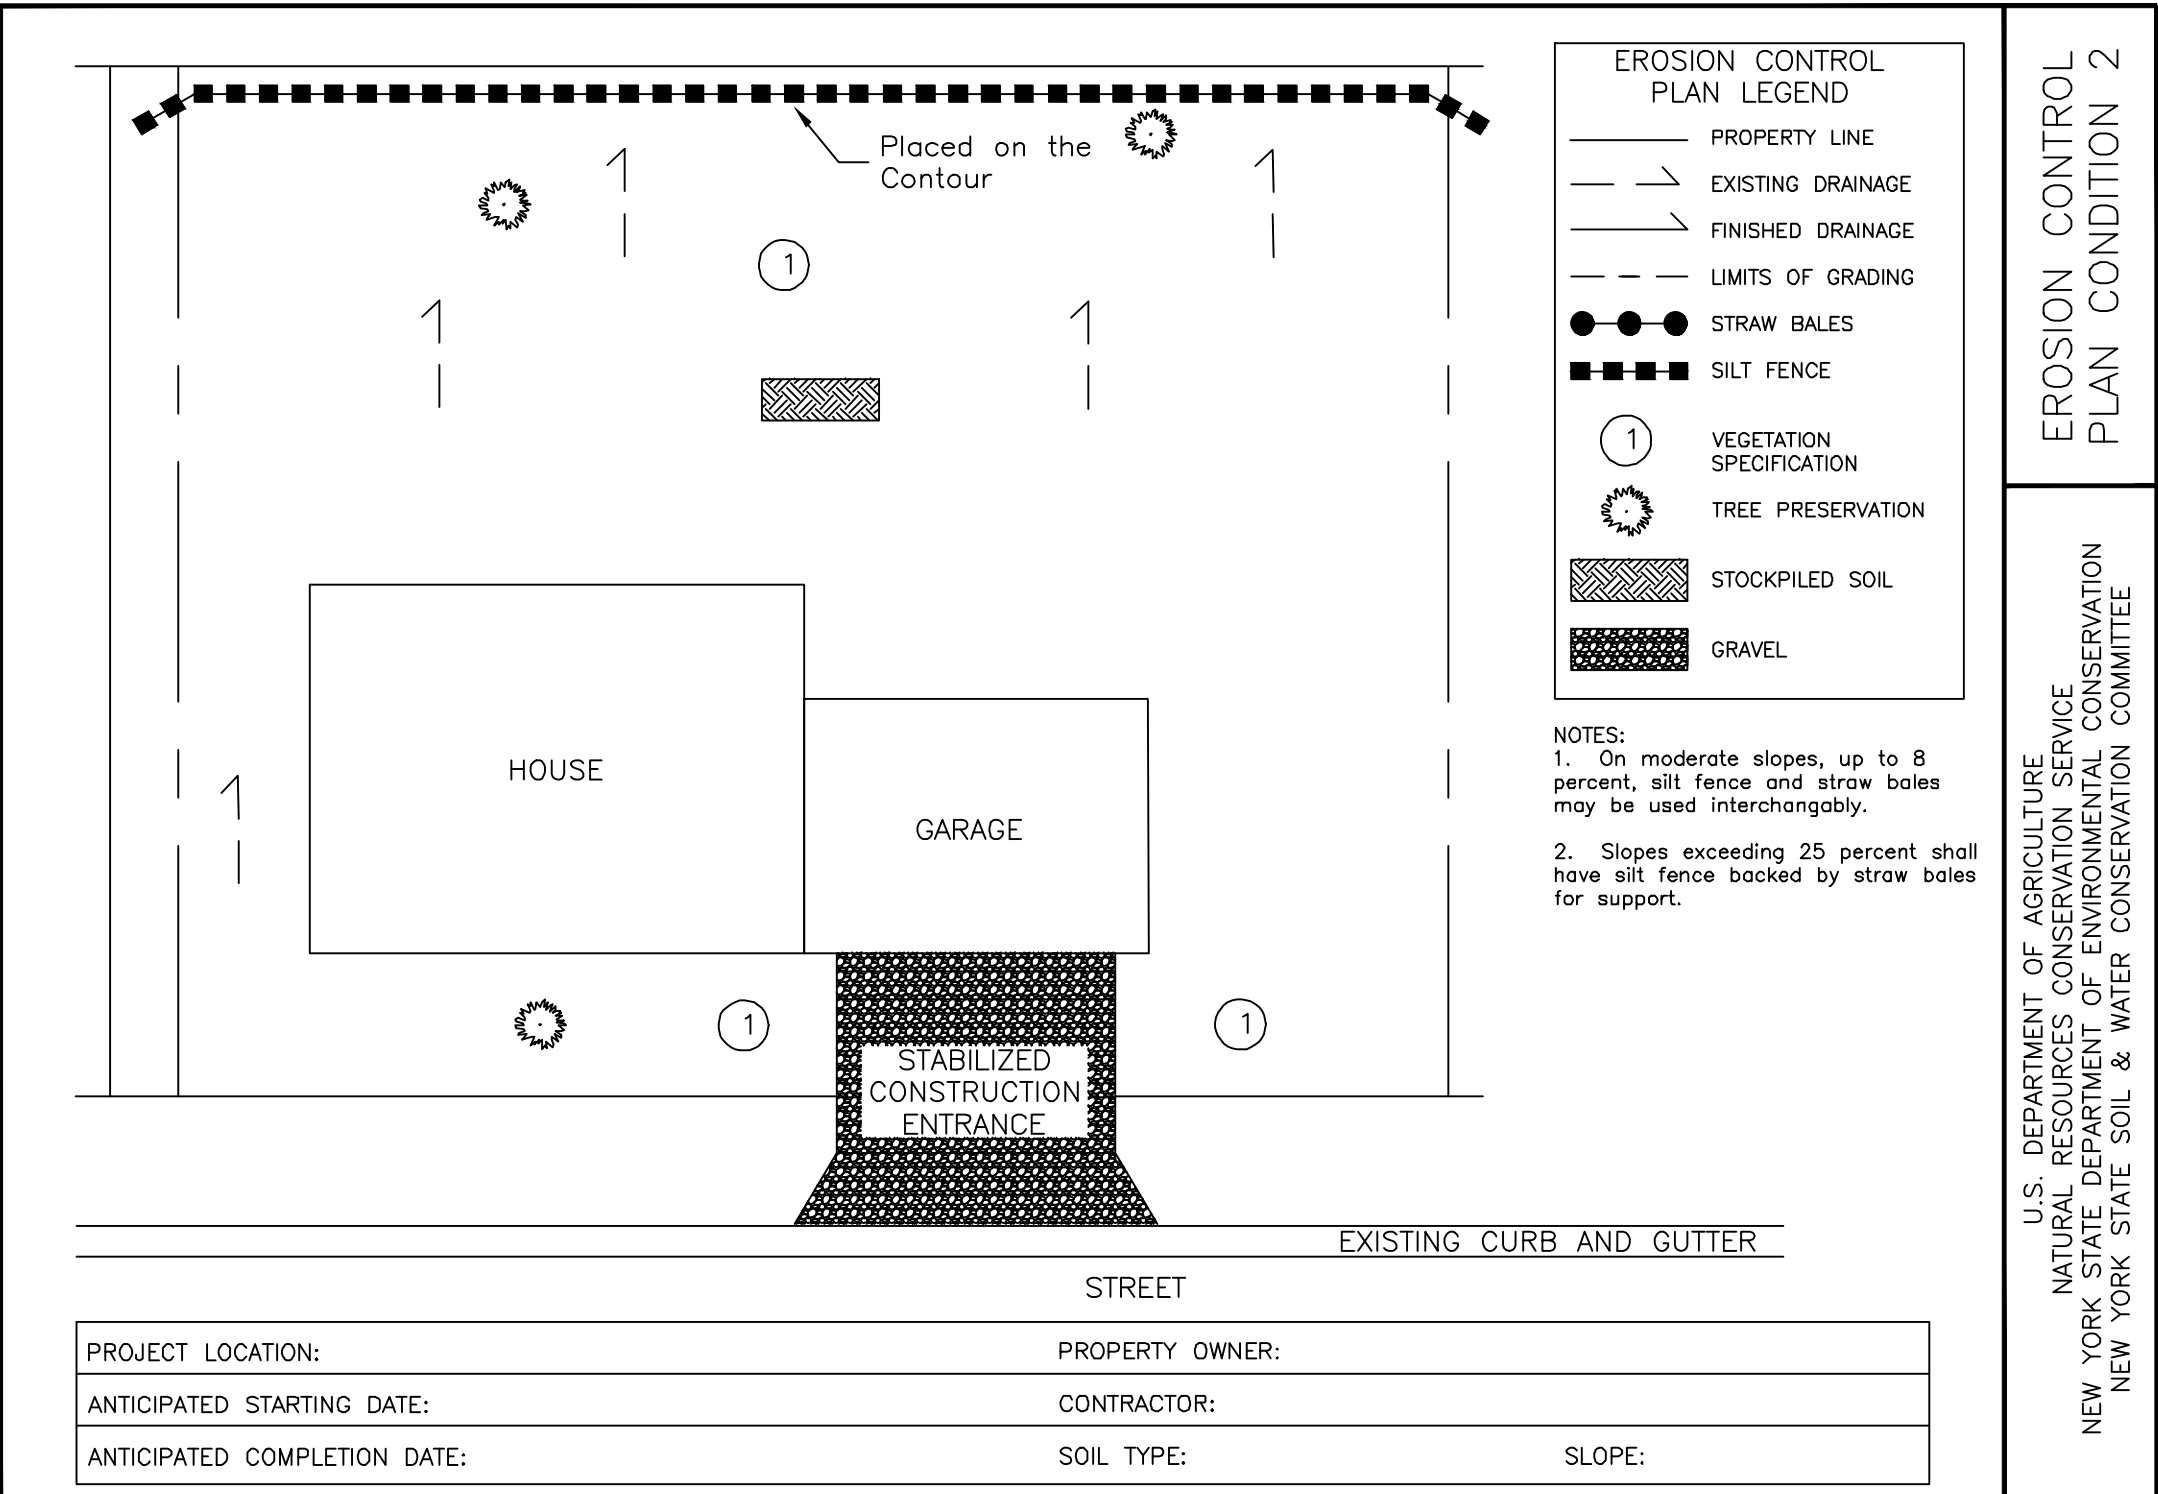 Placed on the
Contour
1
HOUSE
GARAGE
1
1
STABILIZED
CONSTRUCTION
ENTRANCE
EXISTING CURB AND GUTTER
STREET
EROSION CONTROL
PLAN LEGEND
PROPERTY LINE
EXISTING DRAINAGE
FINISHED DRAINAGE
LIMITS OF GRADING
STRAW BALES
SILT FENCE
1
VEGETATION
SPECIFICATION
TREE PRESERVATION
STOCKPILED SOIL
GRAVEL
NOTES:
1. On moderate slopes, up to 8
percent, silt fence and straw bales
may be used interchangably.
2. Slopes exceeding 25 percent shall
have silt fence backed by straw bales
for support.
PROJECT LOCATION:
PROPERTY OWNER:
ANTICIPATED STARTING DATE:
CONTRACTOR:
ANTICIPATED COMPLETION DATE:
SOIL TYPE:
SLOPE:
EROSION CONTROL
PLAN CONDITION 2
U.S. DEPARTMENT OF AGRICULTURE
NATURAL RESOURCES CONSERVATION SERVICE
NEW YORK STATE DEPARTMENT OF ENVIRONMENTAL CONSERVATION
NEW YORK STATE SOIL & WATER CONSERVATION COMMITTEE